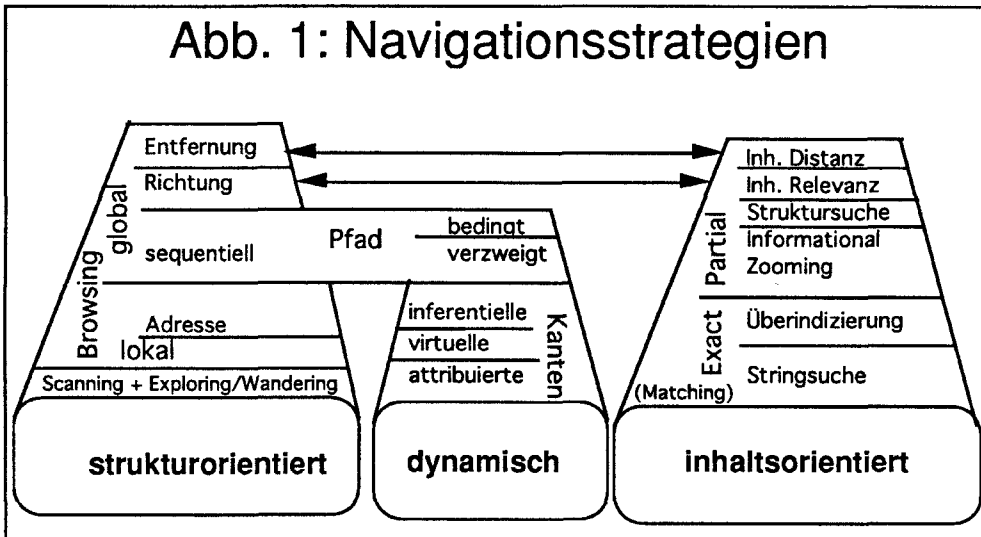 Abb. 1: Navigationsstrategien
Entfernung
Richtung
global
Browsing
sequentiell
Pfad
bedingt
verzweigt
Adresse
lokal
Scanning + Exploring/Wandering
strukturorientiert
inferentielle
virtuelle
attribuierte
Kanten
dynamisch
Inh. Distanz
Inh. Relevanz
Struktursuche
Informational
Zooming
Partial
Überindizierung
Stringsuche
Exact
(Matching)
inhaltsorientiert